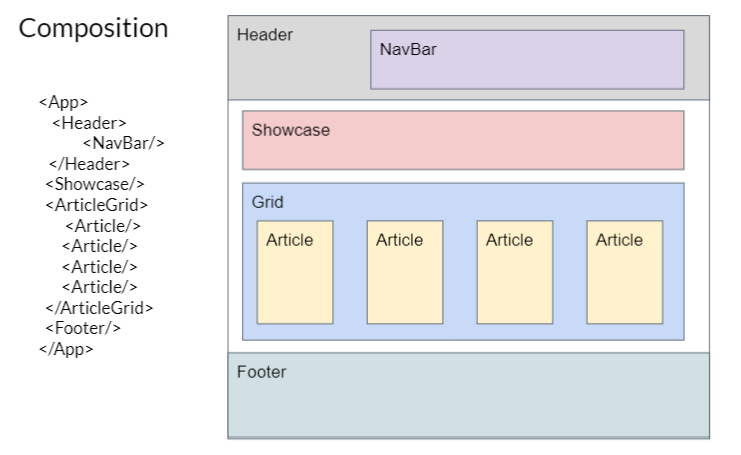 Composition
<App>
<Header>
<NavBar/>
</Header>
<Showcase/>
<ArticleGrid>
<Article/>
<Article/>
<Article/>
<Article/>
</ArticleGrid>
<Footer/>
</App>
Header
NavBar
Showcase
Grid
Article Article Article Article
Footer